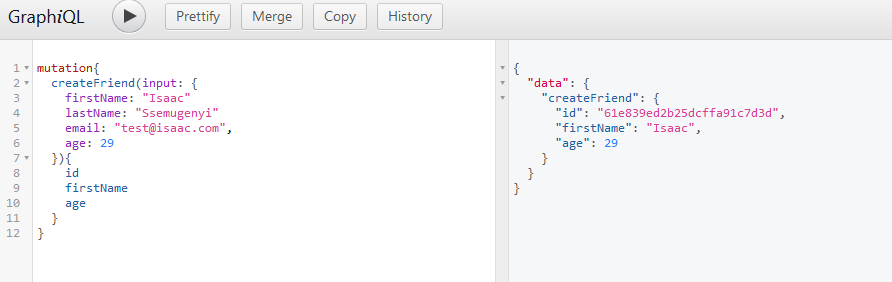 GraphiQL Prettify Merge Copy History
1 mutation{
2 createFriend(input: {
3 firstName: "Isaac"
4 lastName: "Ssemugenyi"
5 email: "test@isaac.com",
6 age: 29
7 }){
8 id
9 firstName
10 age
11 }
12 }
{
"data": {
"createFriend": {
"id": "61e839ed2b25dcffa91c7d3d",
"firstName": "Isaac",
"age": 29
}
}
}